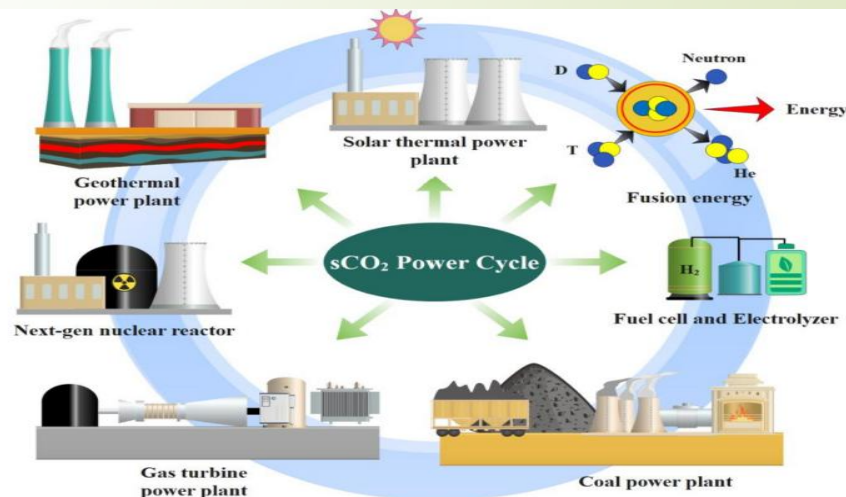 D
Neutron
Energy
T
He
Solar thermal power
plant
Geothermal
power plant
Fusion energy
sCO₂ Power Cycle
H₂
Next-gen nuclear reactor
Fuel cell and Electrolyzer
Gas turbine
power plant
Coal power plant